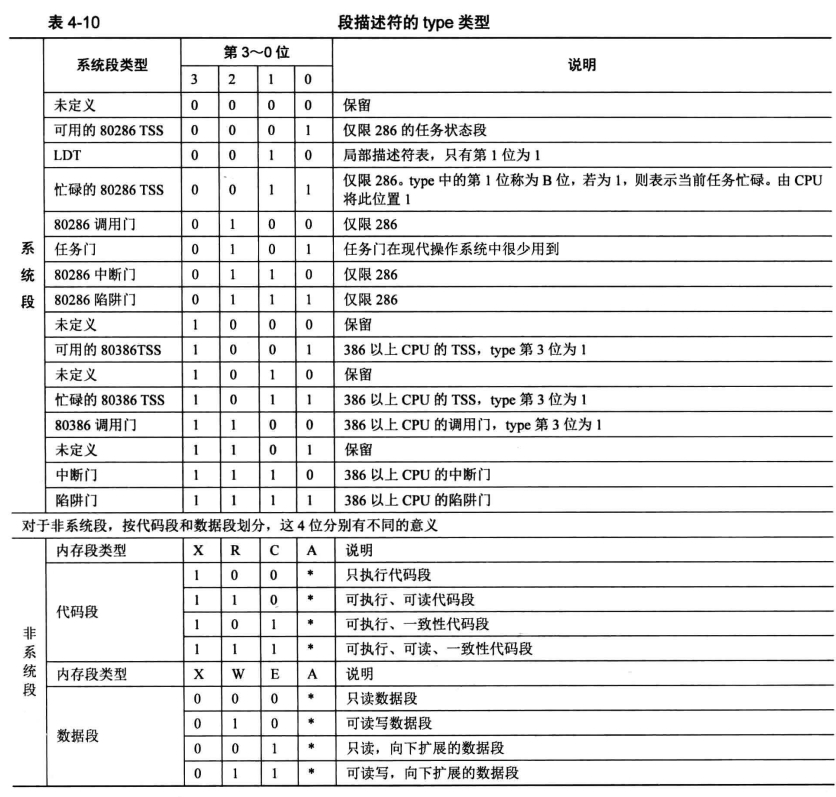 表 4-10 段描述符的 type 类型
系统段类型 第 3～0 位 说明
3 2 1 0
系统段
未定义 0 0 0 0 保留
可用的 80286 TSS 0 0 0 1 仅限 286 的任务状态段
LDT 0 0 1 0 局部描述符表，只有第 1 位为 1
忙碌的 80286 TSS 0 0 1 1 仅限 286。type 中的第 1 位称为 B 位，若为 1，则表示当前任务忙碌。由 CPU
将此位置 1
80286 调用门 0 1 0 0 仅限 286
任务门 0 1 0 1 任务门在现代操作系统中很少用到
80286 中断门 0 1 1 0 仅限 286
80286 陷阱门 0 1 1 1 仅限 286
未定义 1 0 0 0 保留
可用的 80386TSS 1 0 0 1 386 以上 CPU 的 TSS，type 第 3 位为 1
未定义 1 0 1 0 保留
忙碌的 80386 TSS 1 0 1 1 386 以上 CPU 的 TSS，type 第 3 位为 1
80386 调用门 1 1 0 0 386 以上 CPU 的调用门，type 第 3 位为 1
未定义 1 1 0 1 保留
中断门 1 1 1 0 386 以上 CPU 的中断门
陷阱门 1 1 1 1 386 以上 CPU 的陷阱门
对于非系统段，按代码段和数据段划分，这 4 位分别有不同的意义
非系统段
内存段类型 X R C A 说明
代码段
1 0 0 * 只执行代码段
1 1 0 * 可执行、可读代码段
1 0 1 * 可执行、一致性代码段
1 1 1 * 可执行、可读、一致性代码段
内存段类型 X W E A 说明
数据段
0 0 0 * 只读数据段
0 1 0 * 可读写数据段
0 0 1 * 只读，向下扩展的数据段
0 1 1 * 可读写，向下扩展的数据段